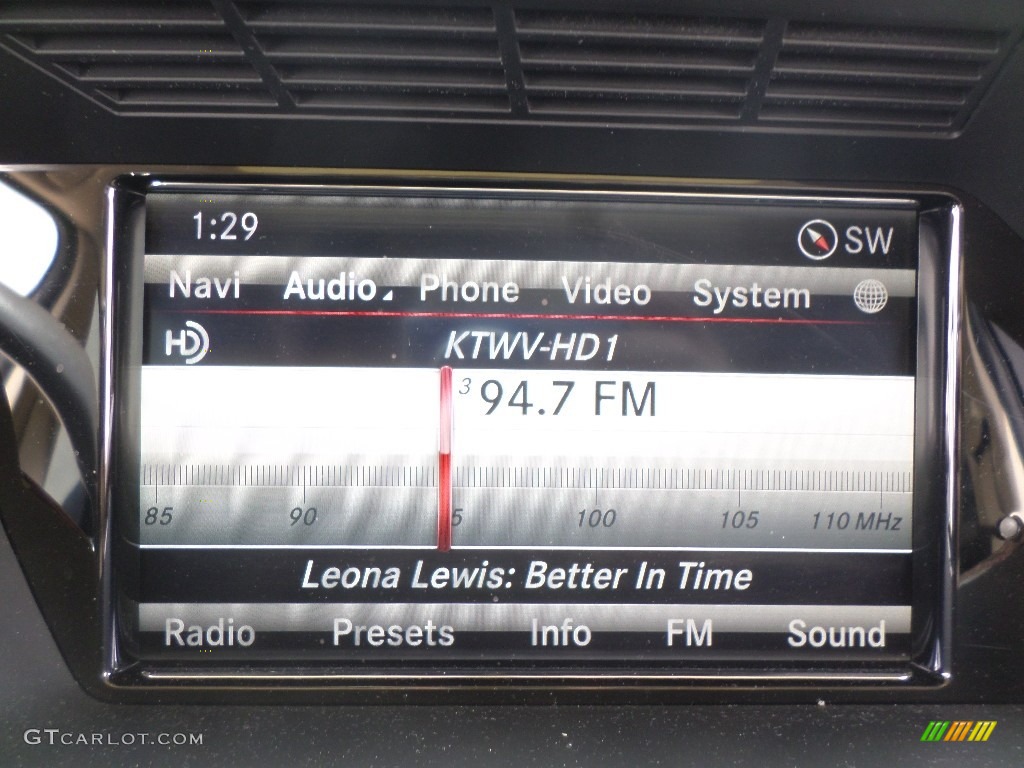 1:29 SW
Navi Audio Phone Video System
HD KTWV-HD1
3 94.7 FM
85 90 5 100 105 110 MHz
Leona Lewis: Better In Time
Radio Presets Info FM Sound
GTCARLOT.COM